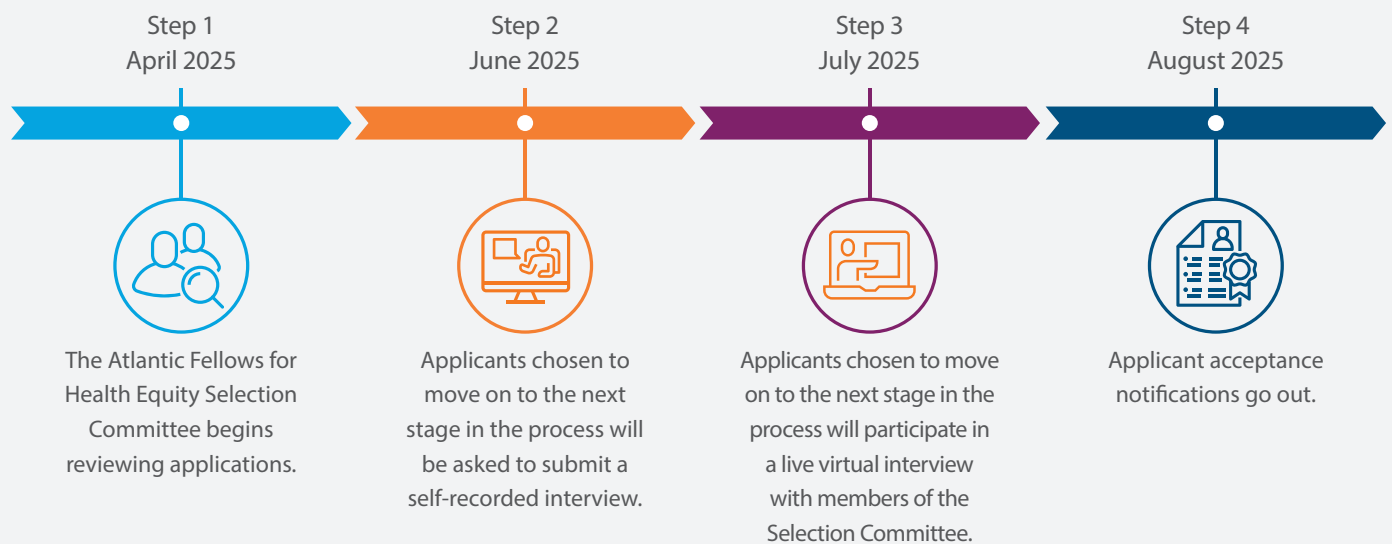 Step 1
April 2025
The Atlantic Fellows for
Health Equity Selection
Committee begins
reviewing applications.
Step 2
June 2025
Applicants chosen to
move on to the next
stage in the process will
be asked to submit a
self-recorded interview.
Step 3
July 2025
Applicants chosen to move
on to the next stage in the
process will participate in
a live virtual interview
with members of the
Selection Committee.
Step 4
August 2025
Applicant acceptance
notifications go out.